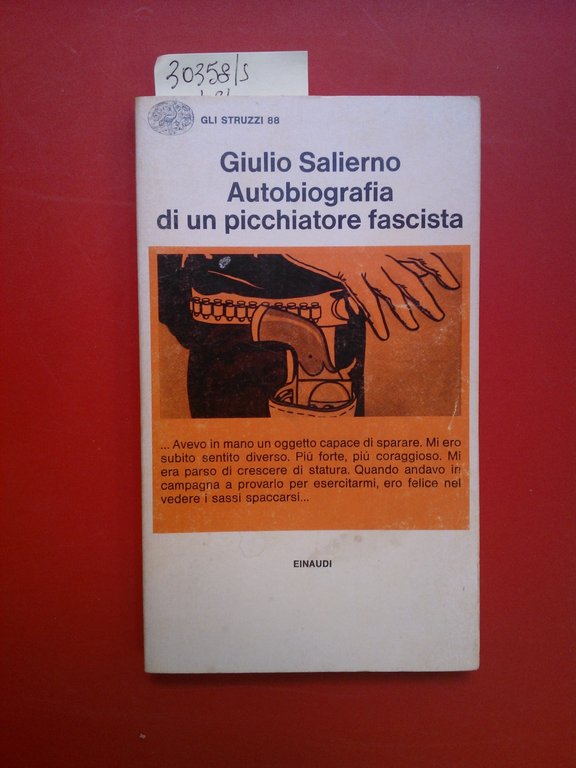 30358/s
GLI STRUZZI 88
Giulio Salierno
Autobiografia
di un picchiatore fascista
... Avevo in mano un oggetto capace di sparare. Mi ero
subito sentito diverso. Piú forte, piú coraggioso. Mi
era parso di crescere di statura. Quando andavo in
campagna a provarlo per esercitarmi, ero felice nel
vedere i sassi spaccarsi...
EINAUDI